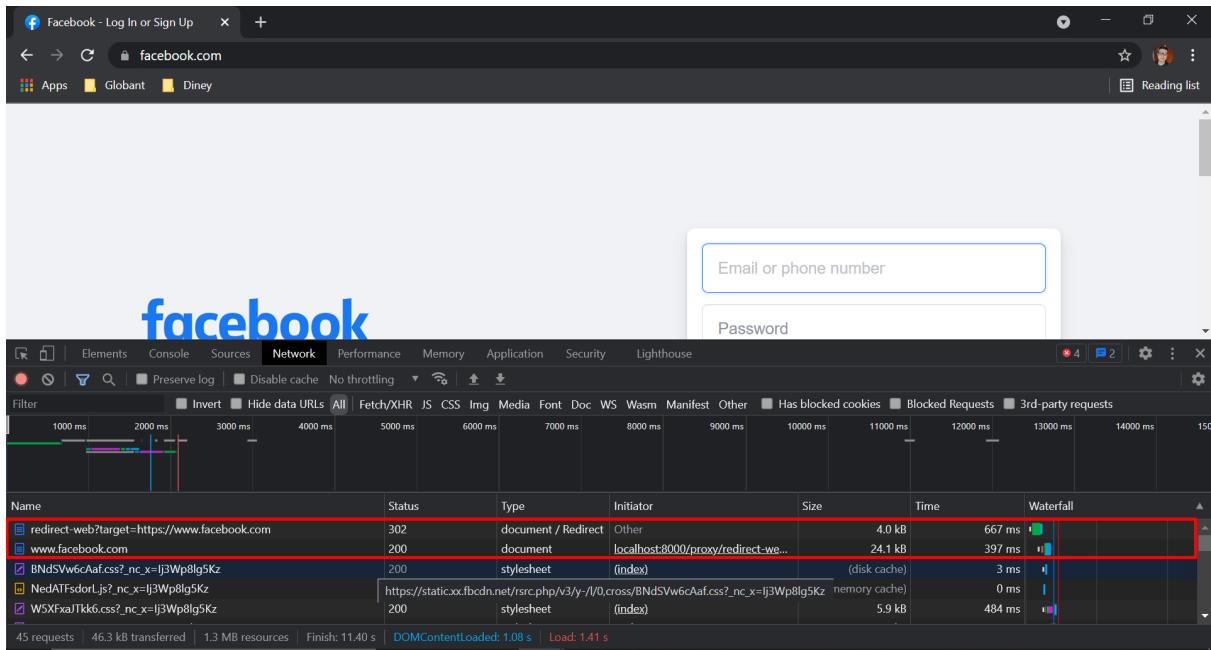 Facebook - Log In or Sign Up
facebook.com
Apps Globant Diney Reading list
Email or phone number
facebook
Password
Elements Console Sources Network Performance Memory Application Security Lighthouse 4 2
Preserve log Disable cache No throttling
Filter Invert Hide data URLs All Fetch/XHR JS CSS Img Media Font Doc WS Wasm Manifest Other Has blocked cookies Blocked Requests 3rd-party requests
1000 ms 2000 ms 3000 ms 4000 ms 5000 ms 6000 ms 7000 ms 8000 ms 9000 ms 10000 ms 11000 ms 12000 ms 13000 ms 14000 ms 150
Name Status Type Initiator Size Time Waterfall
redirect-web?target=https://www.facebook.com 302 document / Redirect Other 4.0 kB 667 ms
www.facebook.com 200 document localhost:8000/proxy/redirect-we... 24.1 kB 397 ms
BNdSVw6cAaf.css?_nc_x=Ij3Wp8lg5Kz 200 stylesheet (index) (disk cache) 3 ms
NedATFsdorL.js?_nc_x=Ij3Wp8lg5Kz https://static.xx.fbcdn.net/rsrc.php/v3/y-/l/0,cross/BNdSVw6cAaf.css?_nc_x=Ij3Wp8lg5Kz nemory cache) 0 ms
W5XFxaJTkk6.css?_nc_x=Ij3Wp8lg5Kz 200 stylesheet (index) 5.9 kB 484 ms
45 requests 46.3 kB transferred 1.3 MB resources Finish: 11.40 s DOMContentLoaded: 1.08 s Load: 1.41 s